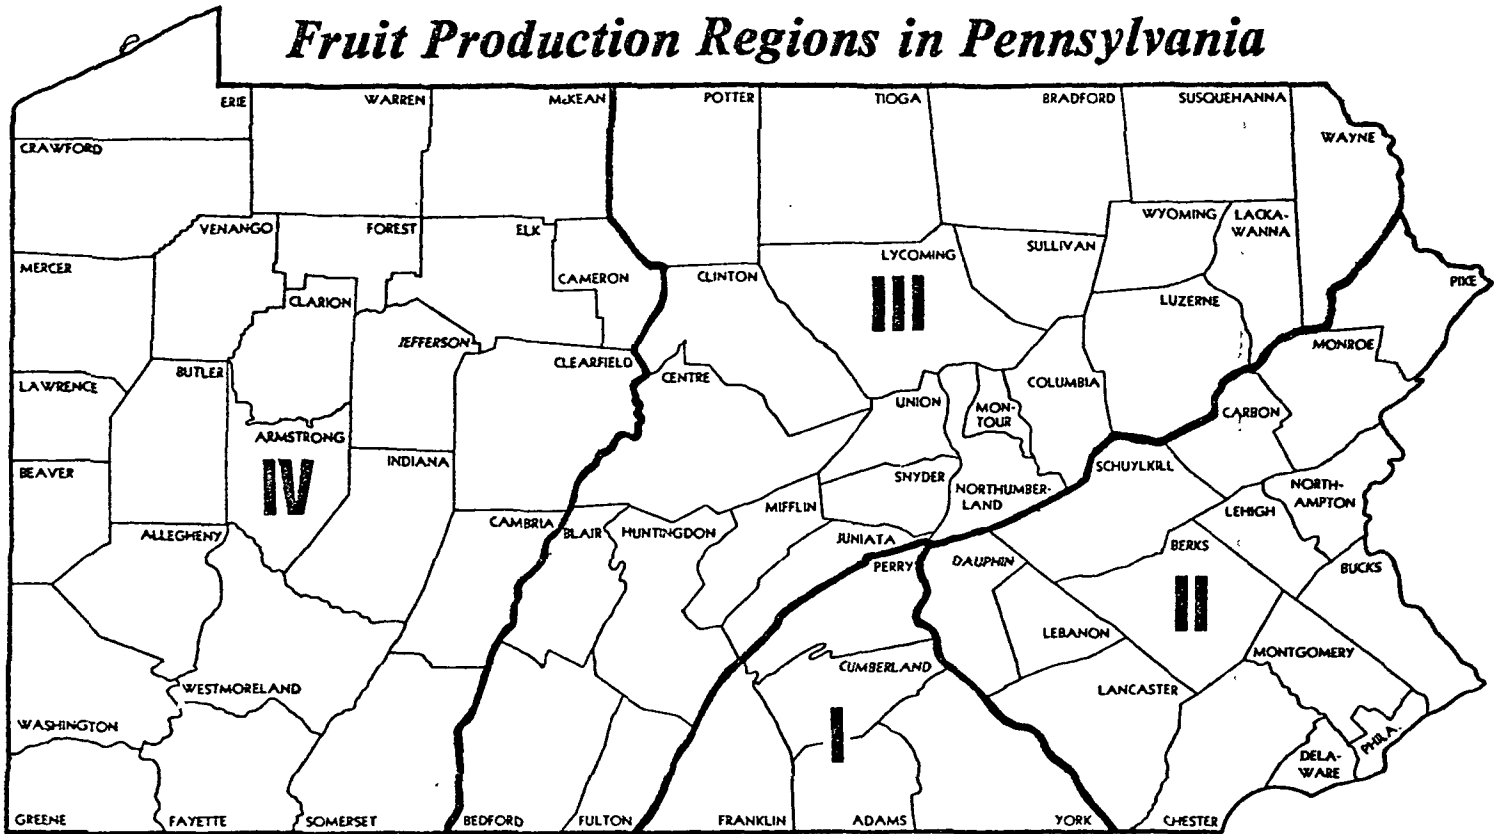 Fruit Production Regions in Pennsylvania
ERIE
WARREN
McKEAN
POTTER
TIOGA
BRADFORD
SUSQUEHANNA
WAYNE
CRAWFORD
VENANGO
FOREST
ELK
CAMERON
CLINTON
LYCOMING
SULLIVAN
WYOMING
LACKA-
WANNA
PIKE
MERCER
CLARION
III
LUZERNE
JEFFERSON
CLEARFIELD
CENTRE
MONROE
LAWRENCE
BUTLER
UNION
MON-
TOUR
COLUMBIA
CARBON
ARMSTRONG
INDIANA
BEAVER
IV
SNYDER
NORTHUMBER-
LAND
SCHUYLKILL
NORTH-
AMPTON
LEHIGH
MIFFLIN
CAMBRIA
BLAIR
HUNTINGDON
JUNIATA
ALLEGHENY
PERRY
DAUPHIN
BERKS
BUCKS
II
LEBANON
MONTGOMERY
CUMBERLAND
WESTMORELAND
LANCASTER
WASHINGTON
I
DELA-
WARE
PHILA.
GREENE
FAYETTE
SOMERSET
BEDFORD
FULTON
FRANKLIN
ADAMS
YORK
CHESTER